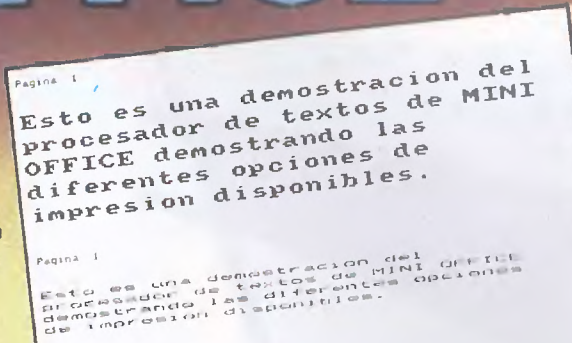 Pagina 1
Esto es una demostracion del
procesador de textos de MINI
OFFICE demostrando las
diferentes opciones de
impresion disponibles.
Pagina 1
Esto es una demostracion del
procesador de textos de MINI OFFICE
demostrando las diferentes opciones
de impresion disponibles.